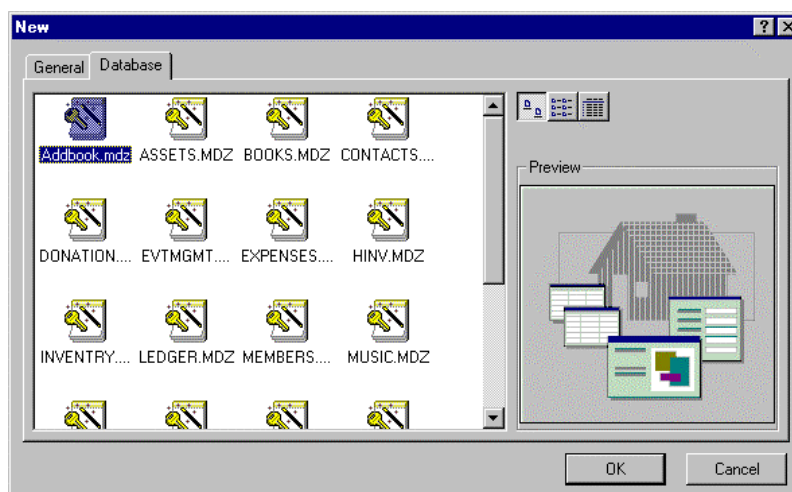 New
General Database
Addbook.mdz ASSETS.MDZ BOOKS.MDZ CONTACTS....
Preview
DONATION.... EVTMGMT.... EXPENSES.... HINV.MDZ
INVENTRY.... LEDGER.MDZ MEMBERS.... MUSIC.MDZ
OK Cancel